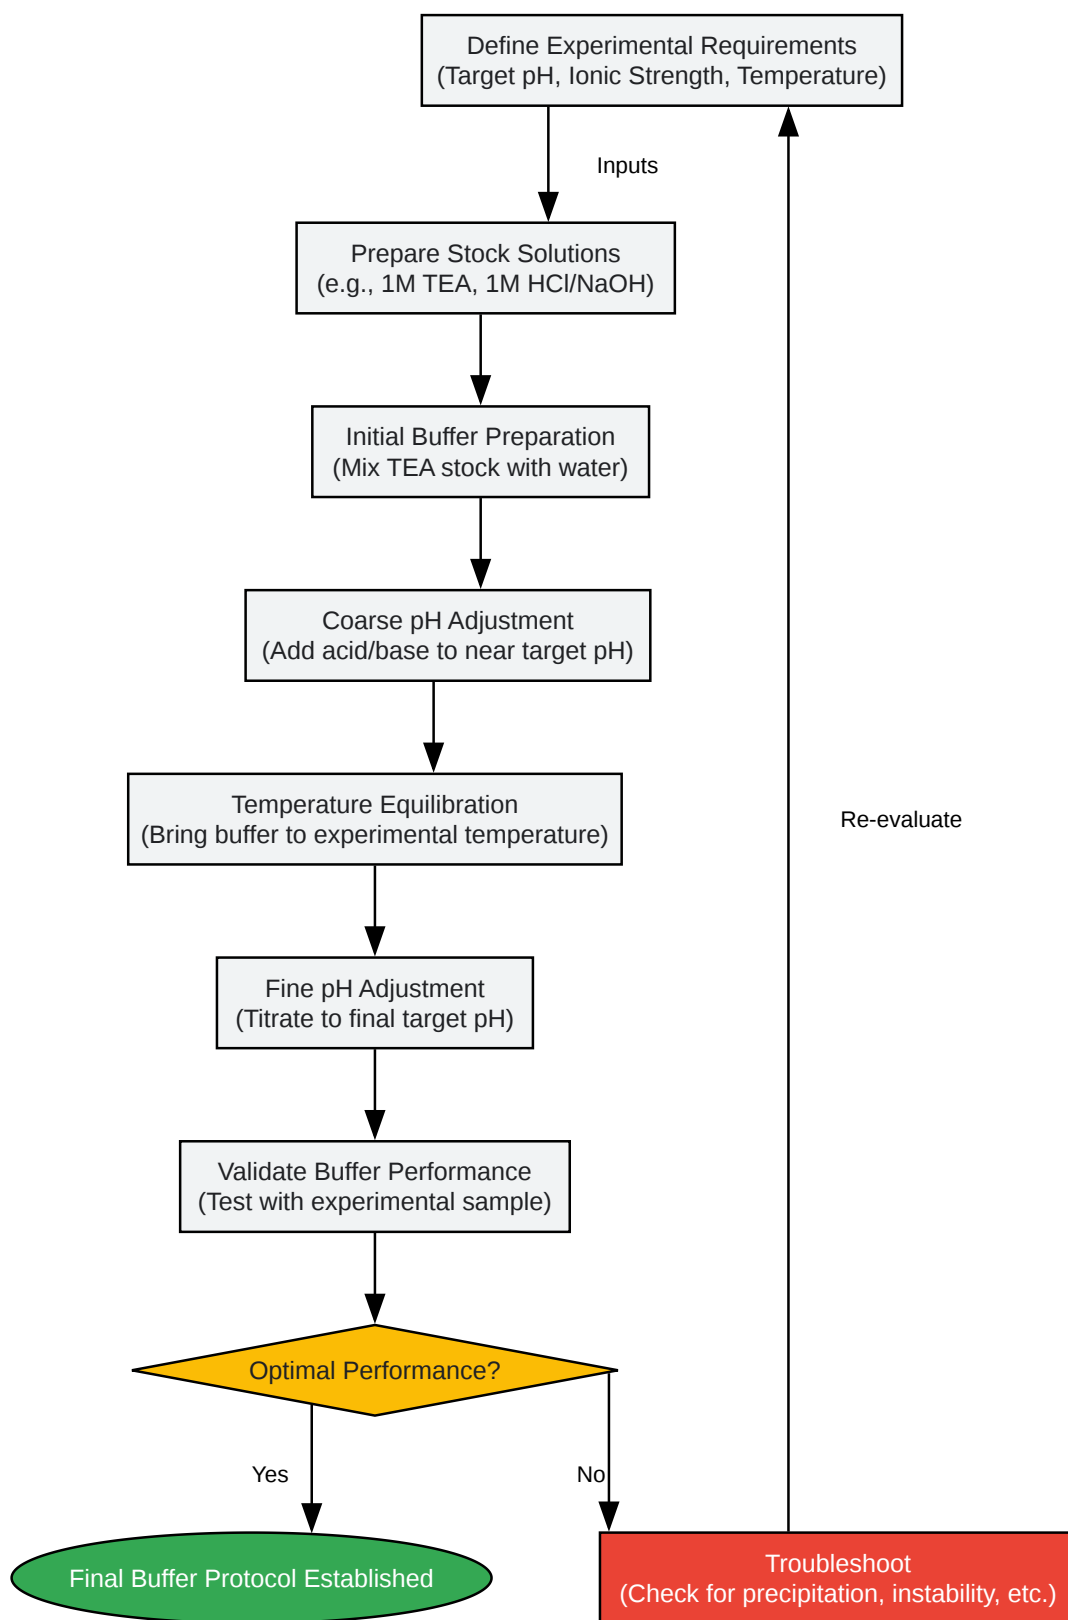 Define Experimental Requirements
(Target pH, Ionic Strength, Temperature)
Inputs
Prepare Stock Solutions
(e.g., 1M TEA, 1M HCl/NaOH)
Initial Buffer Preparation
(Mix TEA stock with water)
Coarse pH Adjustment
(Add acid/base to near target pH)
Temperature Equilibration
(Bring buffer to experimental temperature)
Re-evaluate
Fine pH Adjustment
(Titrate to final target pH)
Validate Buffer Performance
(Test with experimental sample)
Optimal Performance?
Yes
No
Final Buffer Protocol Established
Troubleshoot
(Check for precipitation, instability, etc.)